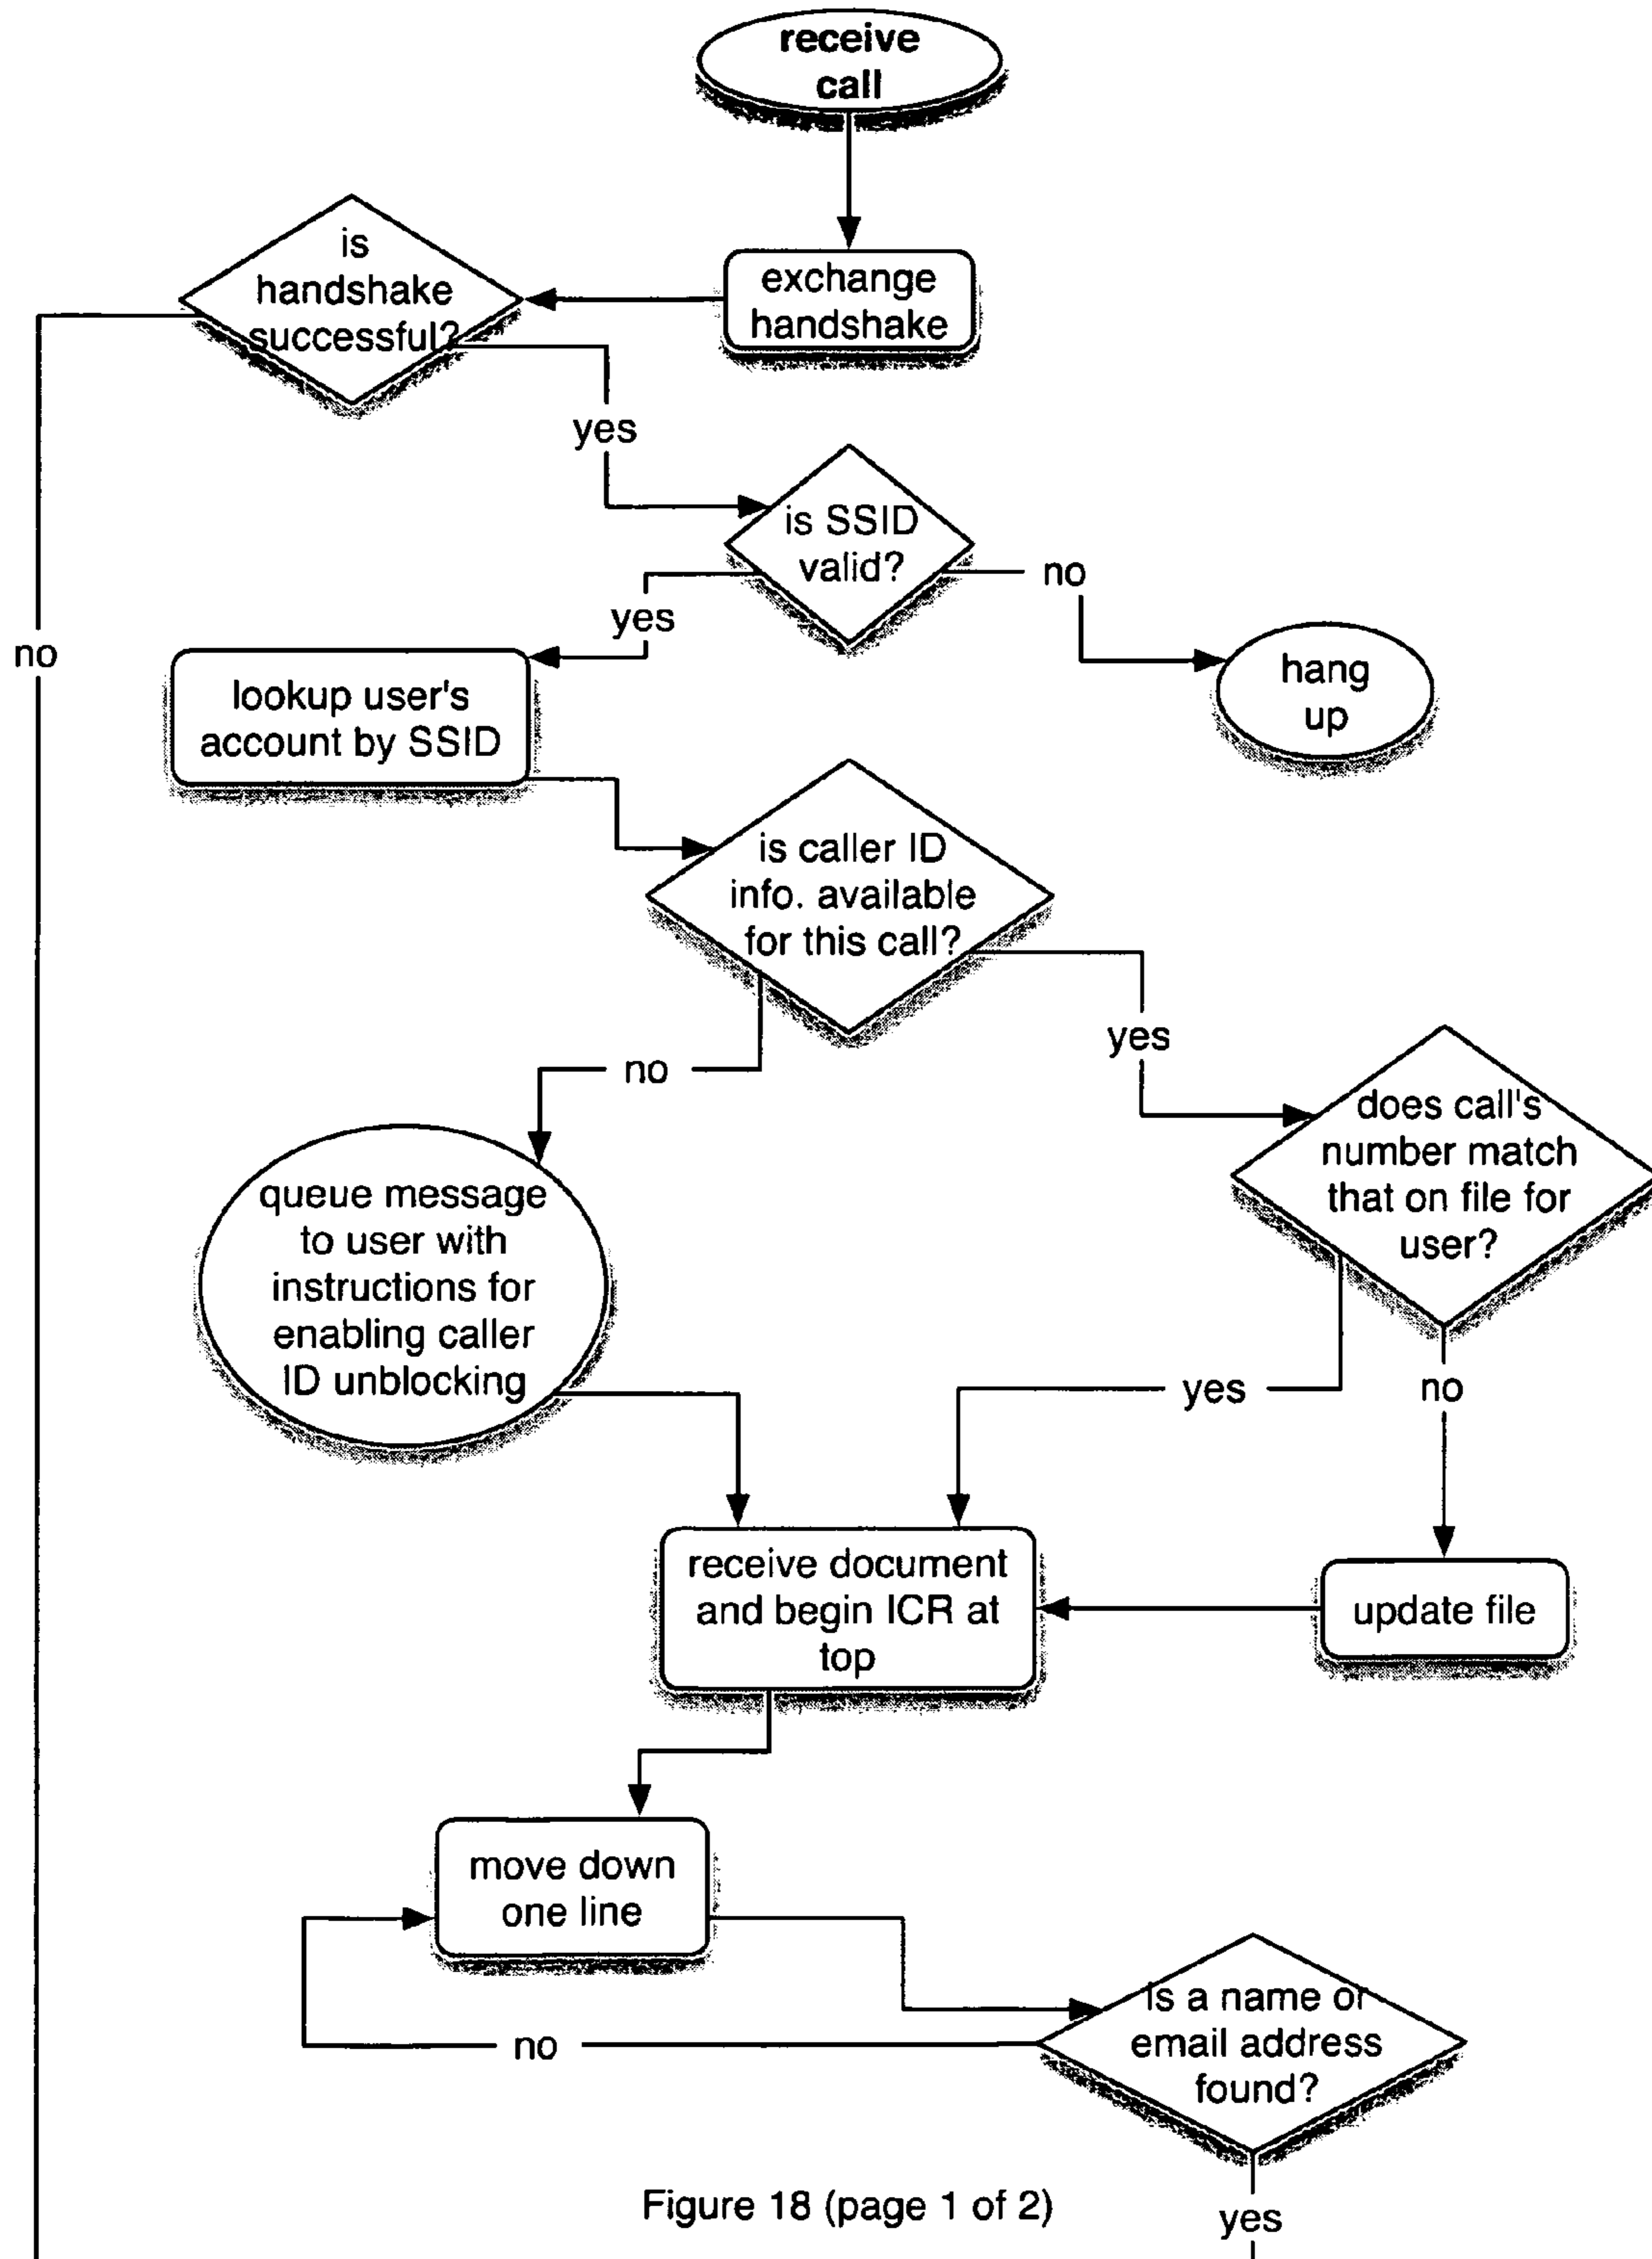 receive
call
exchange
handshake
is
handshake
successful?
yes
is SSID
valid?
no
yes
no
hang
up
lookup user's
account by SSID
is caller ID
info. available
for this call?
yes
no
does call's
number match
that on file for
user?
queue message
to user with
instructions for
enabling caller
ID unblocking
yes
no
receive document
and begin ICR at
top
update file
move down
one line
is a name or
email address
found?
no
Figure 18 (page 1 of 2)
yes